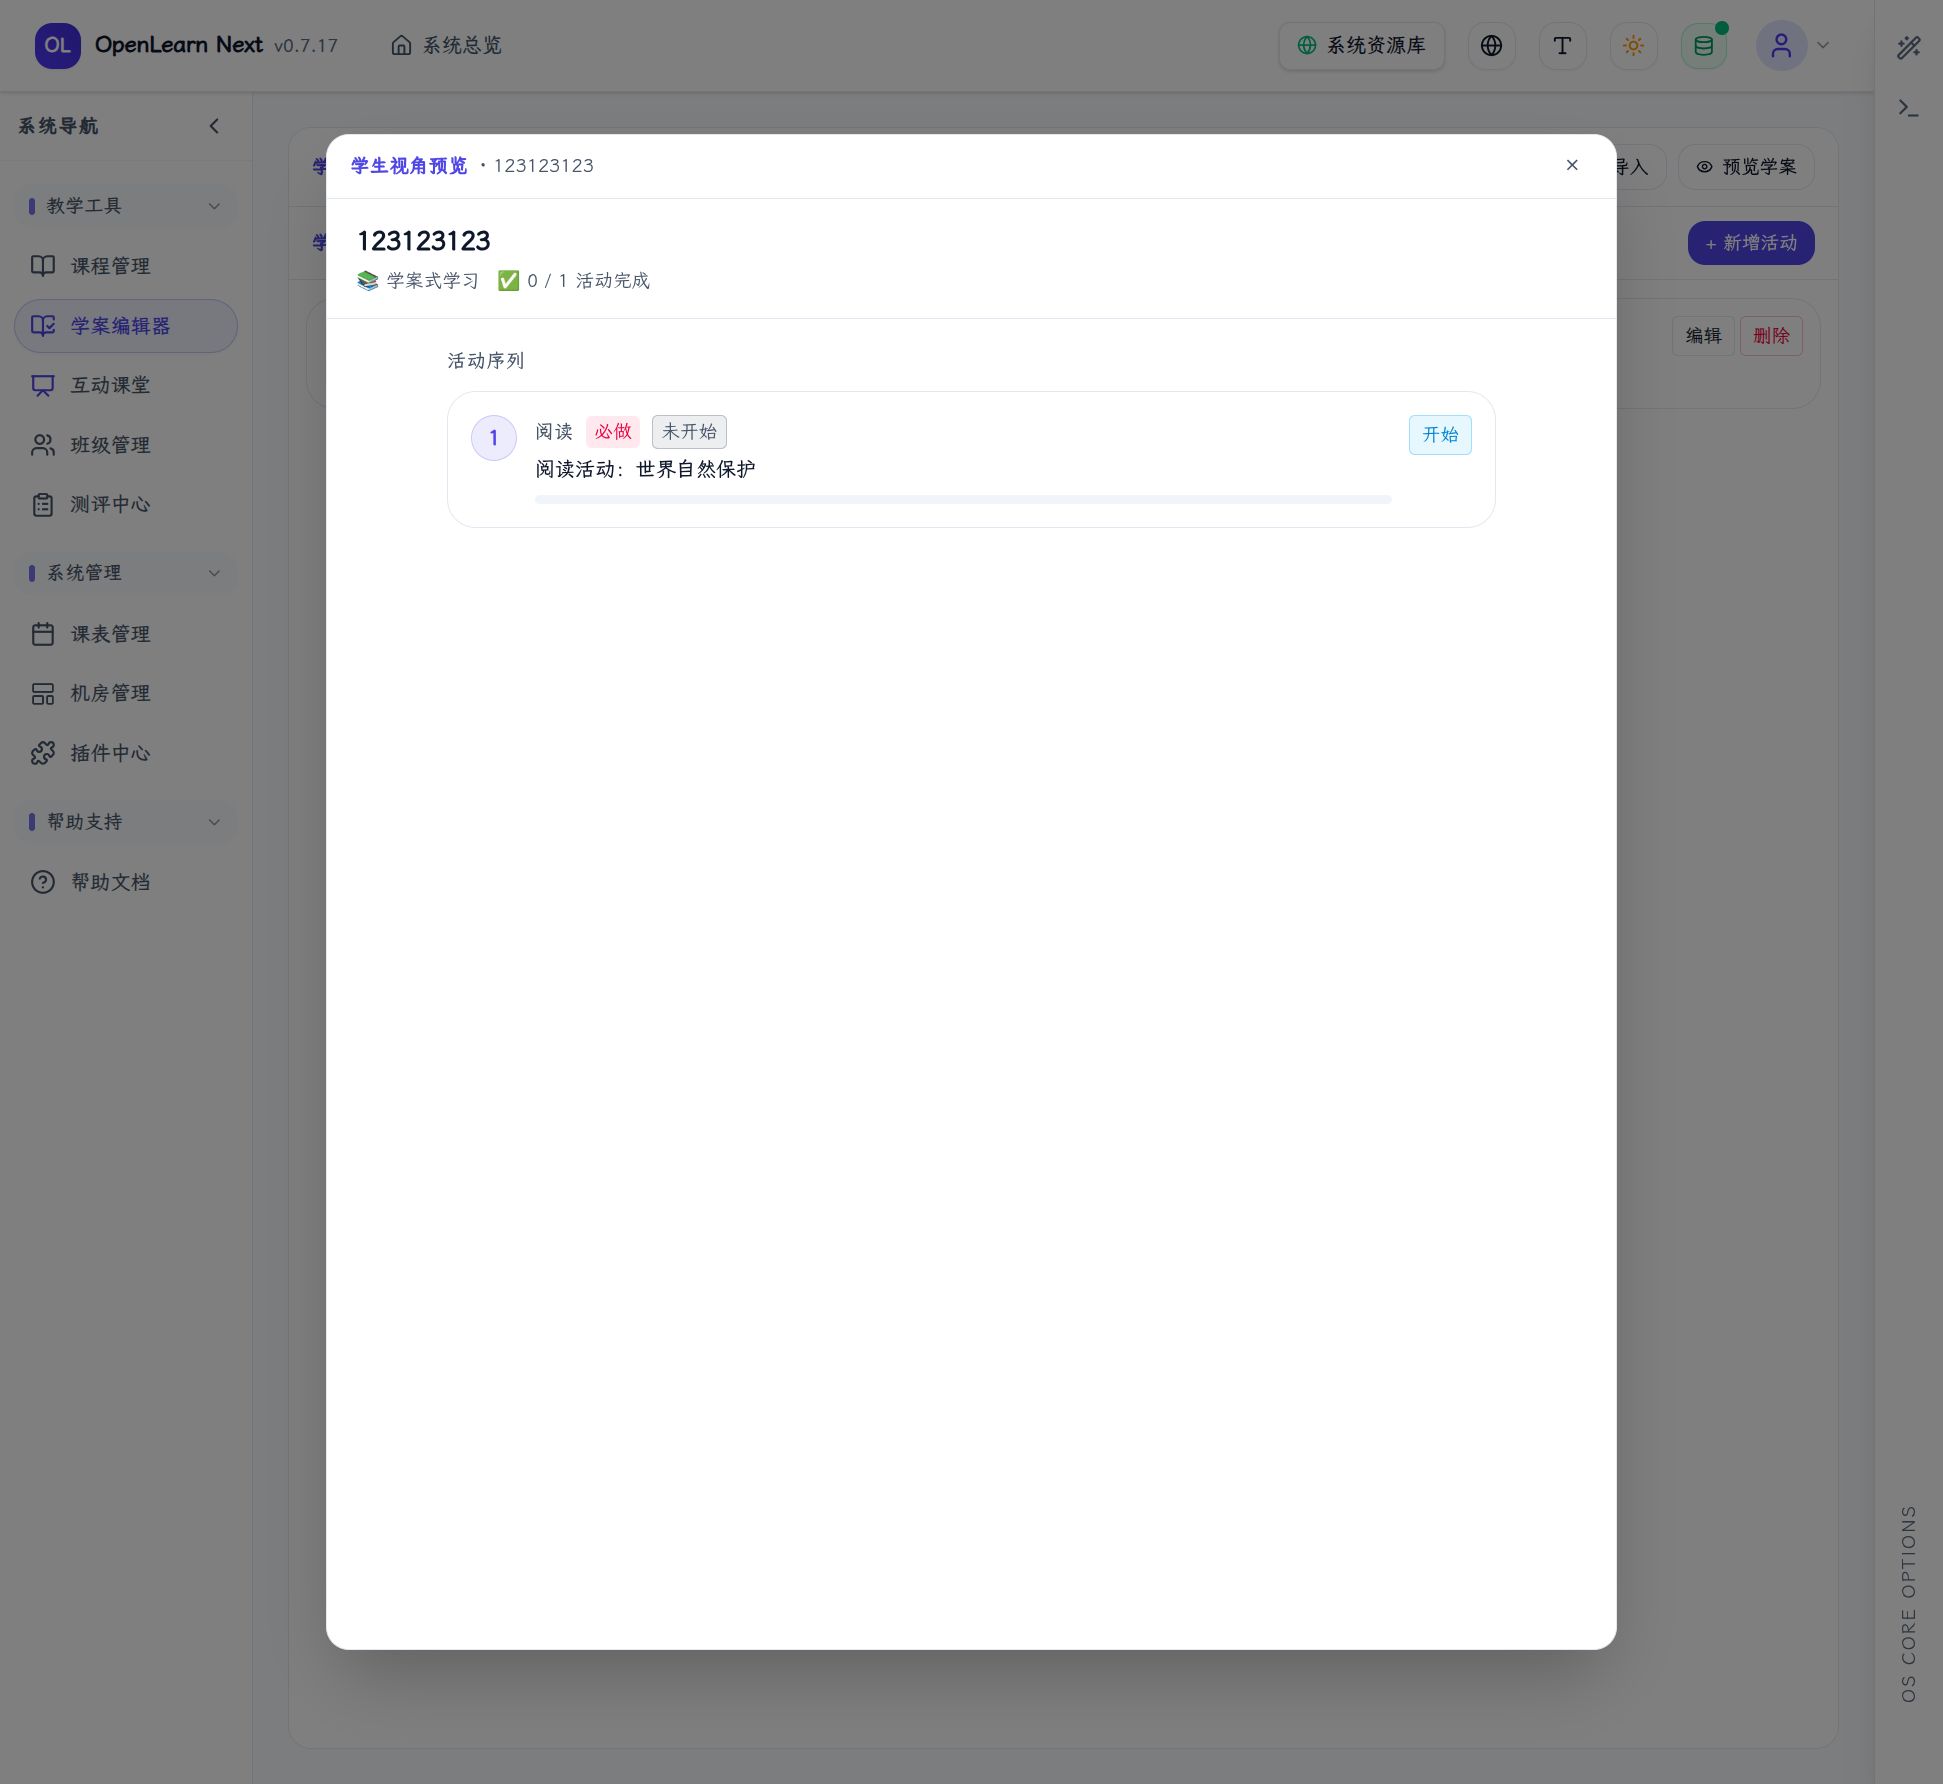 OL OpenLearn Next v0.7.17 系统总览 系统资源库
系统导航
教学工具
课程管理
学案编辑器
互动课堂
班级管理
测评中心
系统管理
课表管理
机房管理
插件中心
帮助支持
帮助文档
学 导入 预览学案
学 + 新增活动
编辑 删除
学生视角预览 · 123123123 ×
123123123
📚 学案式学习 ✅ 0 / 1 活动完成
活动序列
1 阅读 必做 未开始 开始
阅读活动：世界自然保护
OS CORE OPTIONS